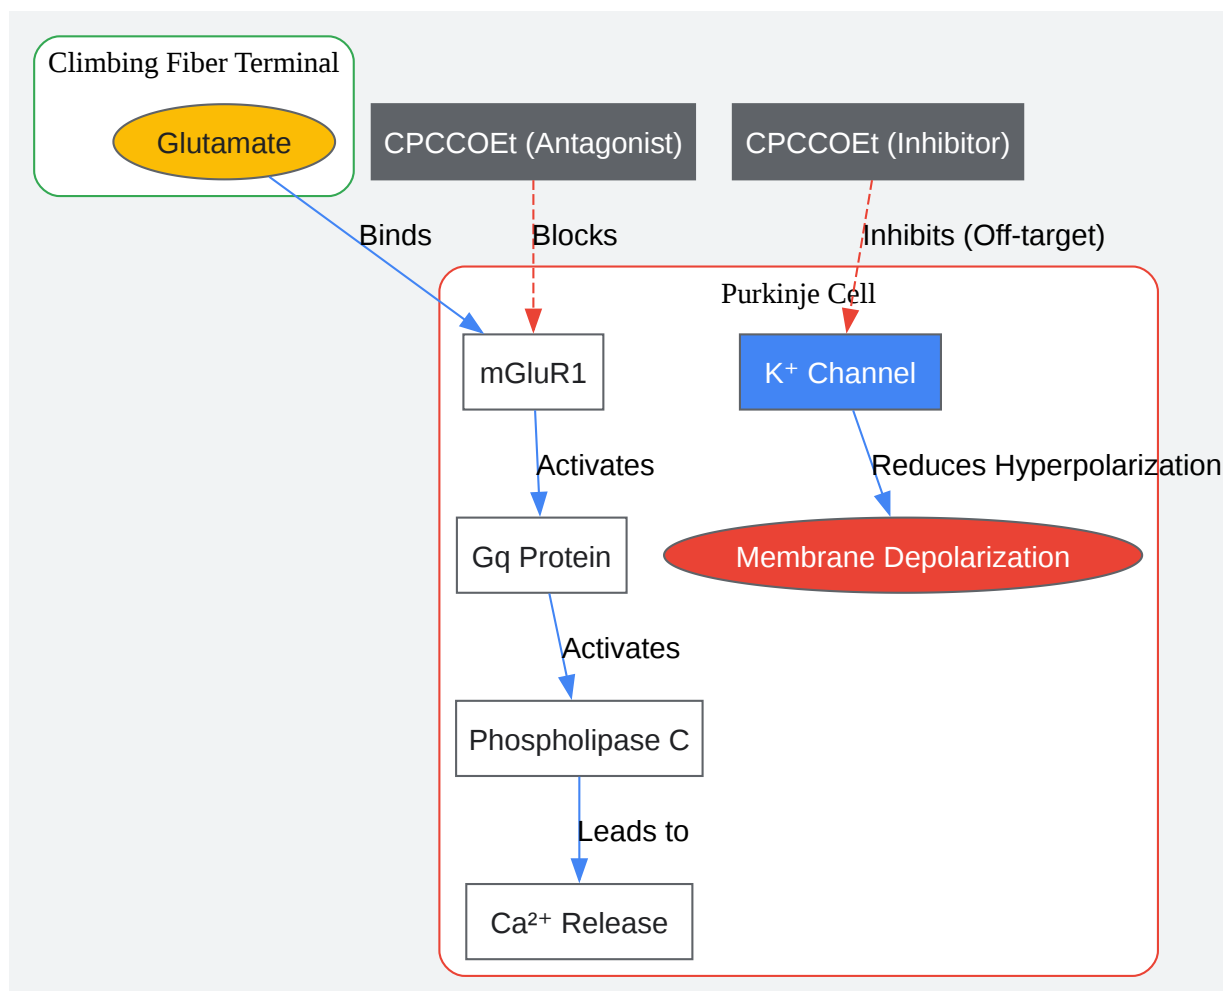 Climbing Fiber Terminal
Glutamate
CPCCOEt (Antagonist)
CPCCOEt (Inhibitor)
Binds
Blocks
Inhibits (Off-target)
Purkinje Cell
mGluR1
K⁺ Channel
Activates
Reduces Hyperpolarization
Gq Protein
Membrane Depolarization
Activates
Phospholipase C
Leads to
Ca²⁺ Release